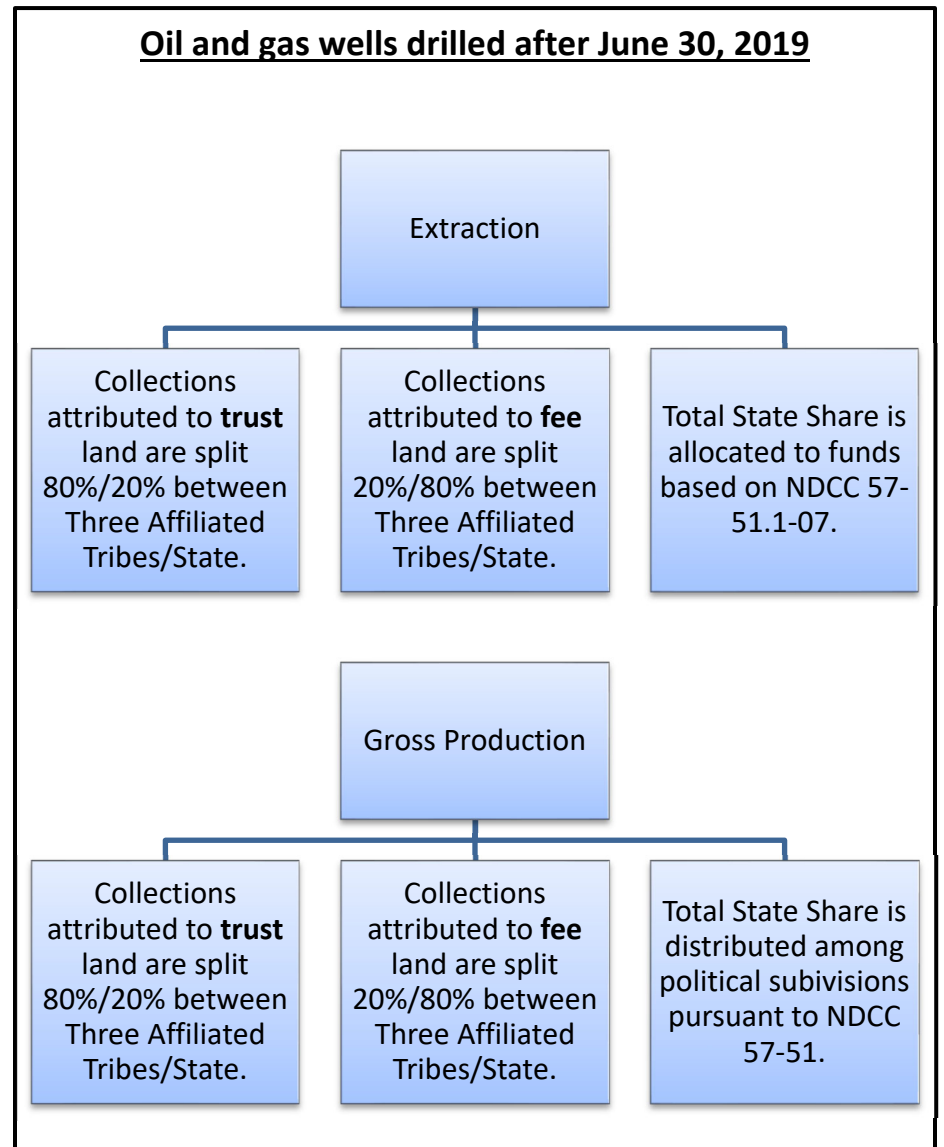 Oil and gas wells drilled after June 30, 2019
Extraction
Collections
attributed to trust
land are split
80%/20% between
Three Affiliated
Tribes/State.
Collections
attributed to fee
land are split
20%/80% between
Three Affiliated
Tribes/State.
Total State Share is
allocated to funds
based on NDCC 57-
51.1-07.
Gross Production
Collections
attributed to trust
land are split
80%/20% between
Three Affiliated
Tribes/State.
Collections
attributed to fee
land are split
20%/80% between
Three Affiliated
Tribes/State.
Total State Share is
distributed among
political subivisions
pursuant to NDCC
57-51.